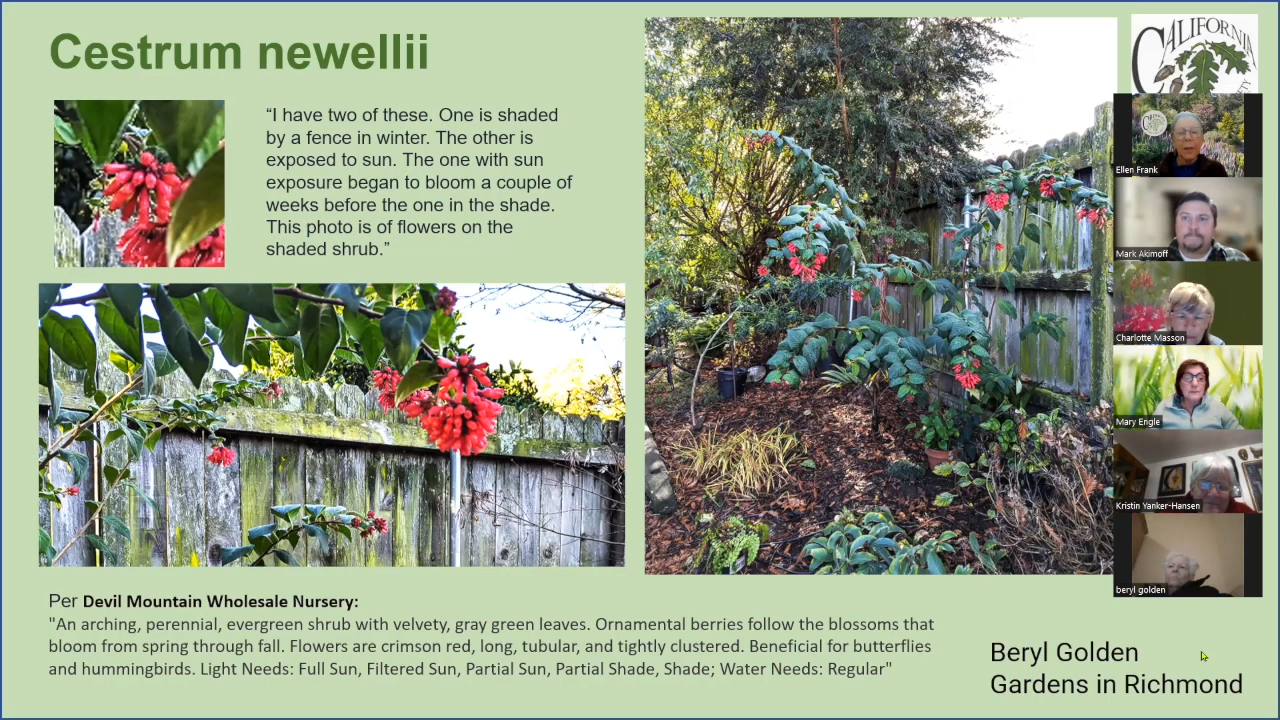 Cestrum newellii
“I have two of these. One is shaded
by a fence in winter. The other is
exposed to sun. The one with sun
exposure began to bloom a couple of
weeks before the one in the shade.
This photo is of flowers on the
shaded shrub.”
Per Devil Mountain Wholesale Nursery:
"An arching, perennial, evergreen shrub with velvety, gray green leaves. Ornamental berries follow the blossoms that
bloom from spring through fall. Flowers are crimson red, long, tubular, and tightly clustered. Beneficial for butterflies
and hummingbirds. Light Needs: Full Sun, Filtered Sun, Partial Sun, Partial Shade, Shade; Water Needs: Regular"
Beryl Golden
Gardens in Richmond
CALIFORNIA
Ellen Frank
Mark Akimoff
Charlotte Masson
Mary Engle
Kristin Yanker-Hansen
beryl golden